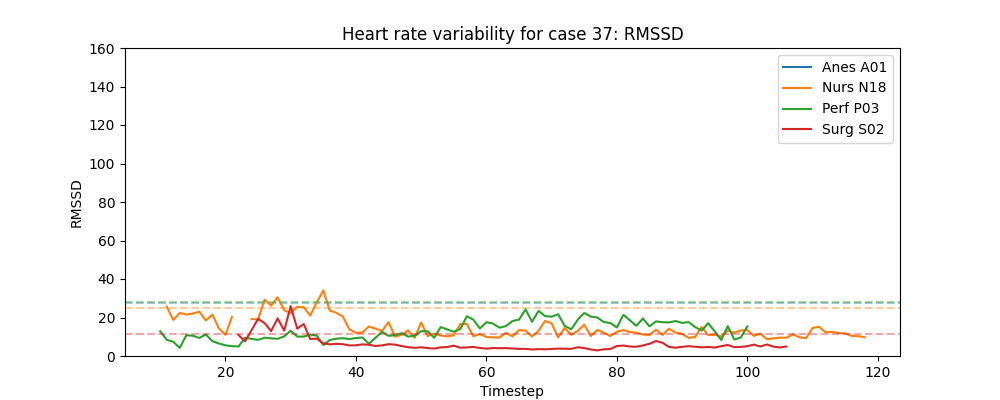 Heart rate variability for case 37: RMSSD
160
140
120
100
80
60
40
20
0
RMSSD
Anes A01
Nurs N18
Perf P03
Surg S02
20
40
60
80
100
120
Timestep